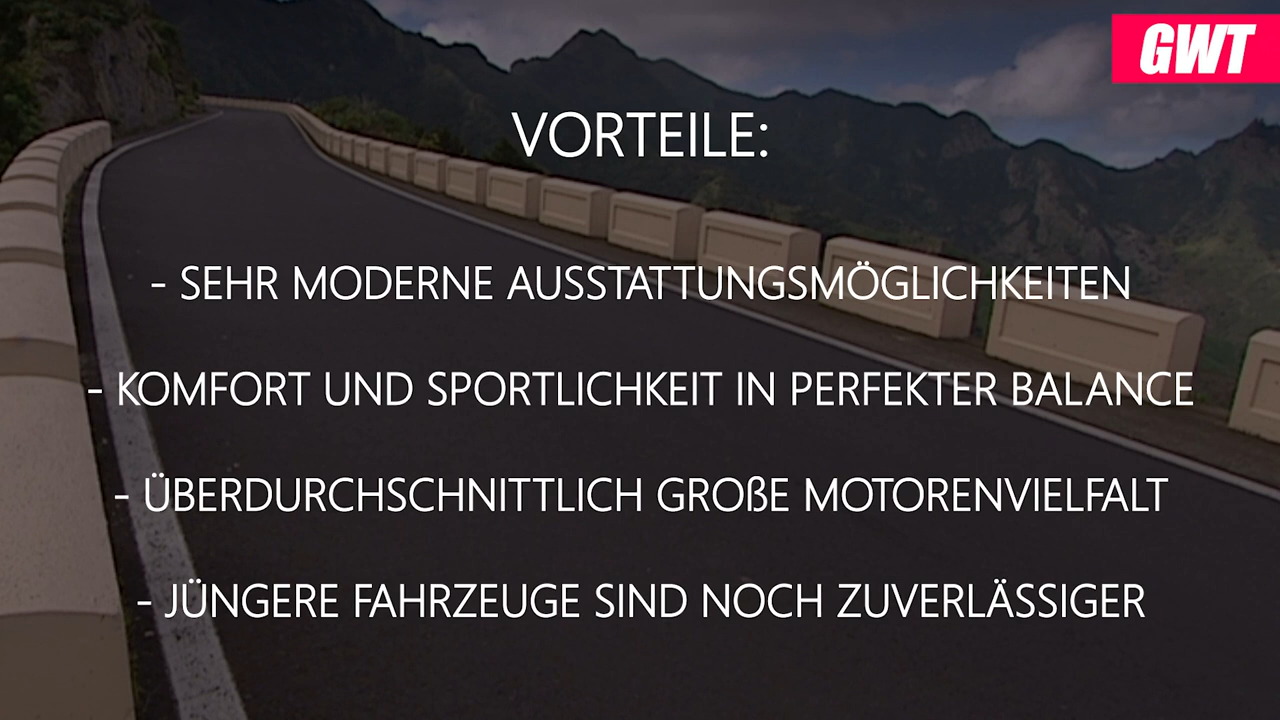 GWT
VORTEILE:
- SEHR MODERNE AUSSTATTUNGSMÖGLICHKEITEN
- KOMFORT UND SPORTLICHKEIT IN PERFEKTER BALANCE
- ÜBERDURCHSCHNITTLICH GROßE MOTORENVIELFALT
- JÜNGERE FAHRZEUGE SIND NOCH ZUVERLÄSSIGER